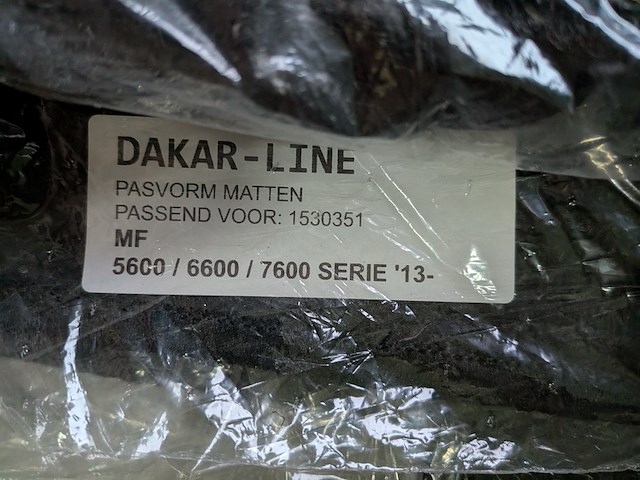 DAKAR-LINE
PASVORM MATTEN
PASSEND VOOR: 1530351
MF
5600 / 6600 / 7600 SERIE '13-